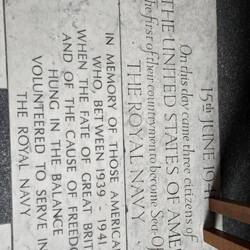 15TH JUNE 1941
On this day came three citizens of
THE UNITED STATES OF AME
the first of their countrymen to become Sea-Of
THE ROYAL NAVY
IN MEMORY OF THOSE AMERICA
WHO, BETWEEN 1939 - 1941
WHEN THE FATE OF GREAT BRIT
AND OF THE CAUSE OF FREED
HUNG IN THE BALANCE
VOLUNTEERED TO SERVE IN
THE ROYAL NAVY